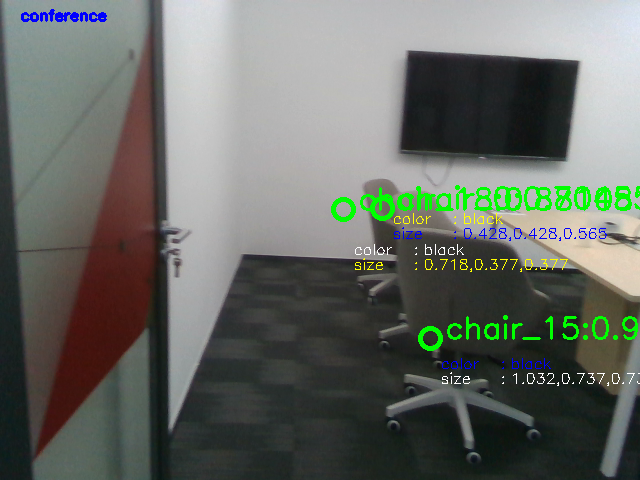 conference
color : black
size : 0.428,0.428,0.565
color : black
size : 0.718,0.377,0.377
chair_15:0.9
color : black
size : 1.032,0.737,0.73